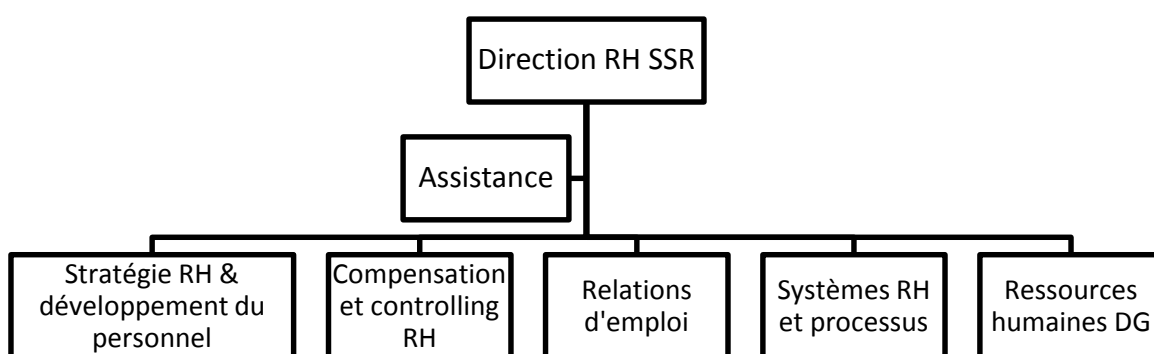 Direction RH SSR
Assistance
Stratégie RH &
développement du
personnel
Compensation
et controlling
RH
Relations
d'emploi
Systèmes RH
et processus
Ressources
humaines DG